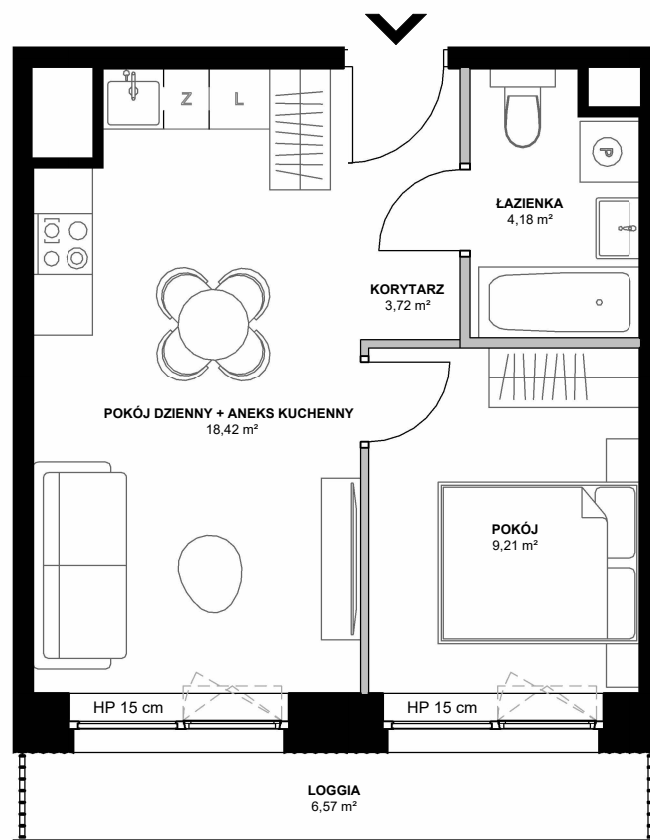 Z
L
P
ŁAZIENKA
4,18 m²
KORYTARZ
3,72 m²
POKÓJ DZIENNY + ANEKS KUCHENNY
18,42 m²
POKÓJ
9,21 m²
HP 15 cm
HP 15 cm
LOGGIA
6,57 m²